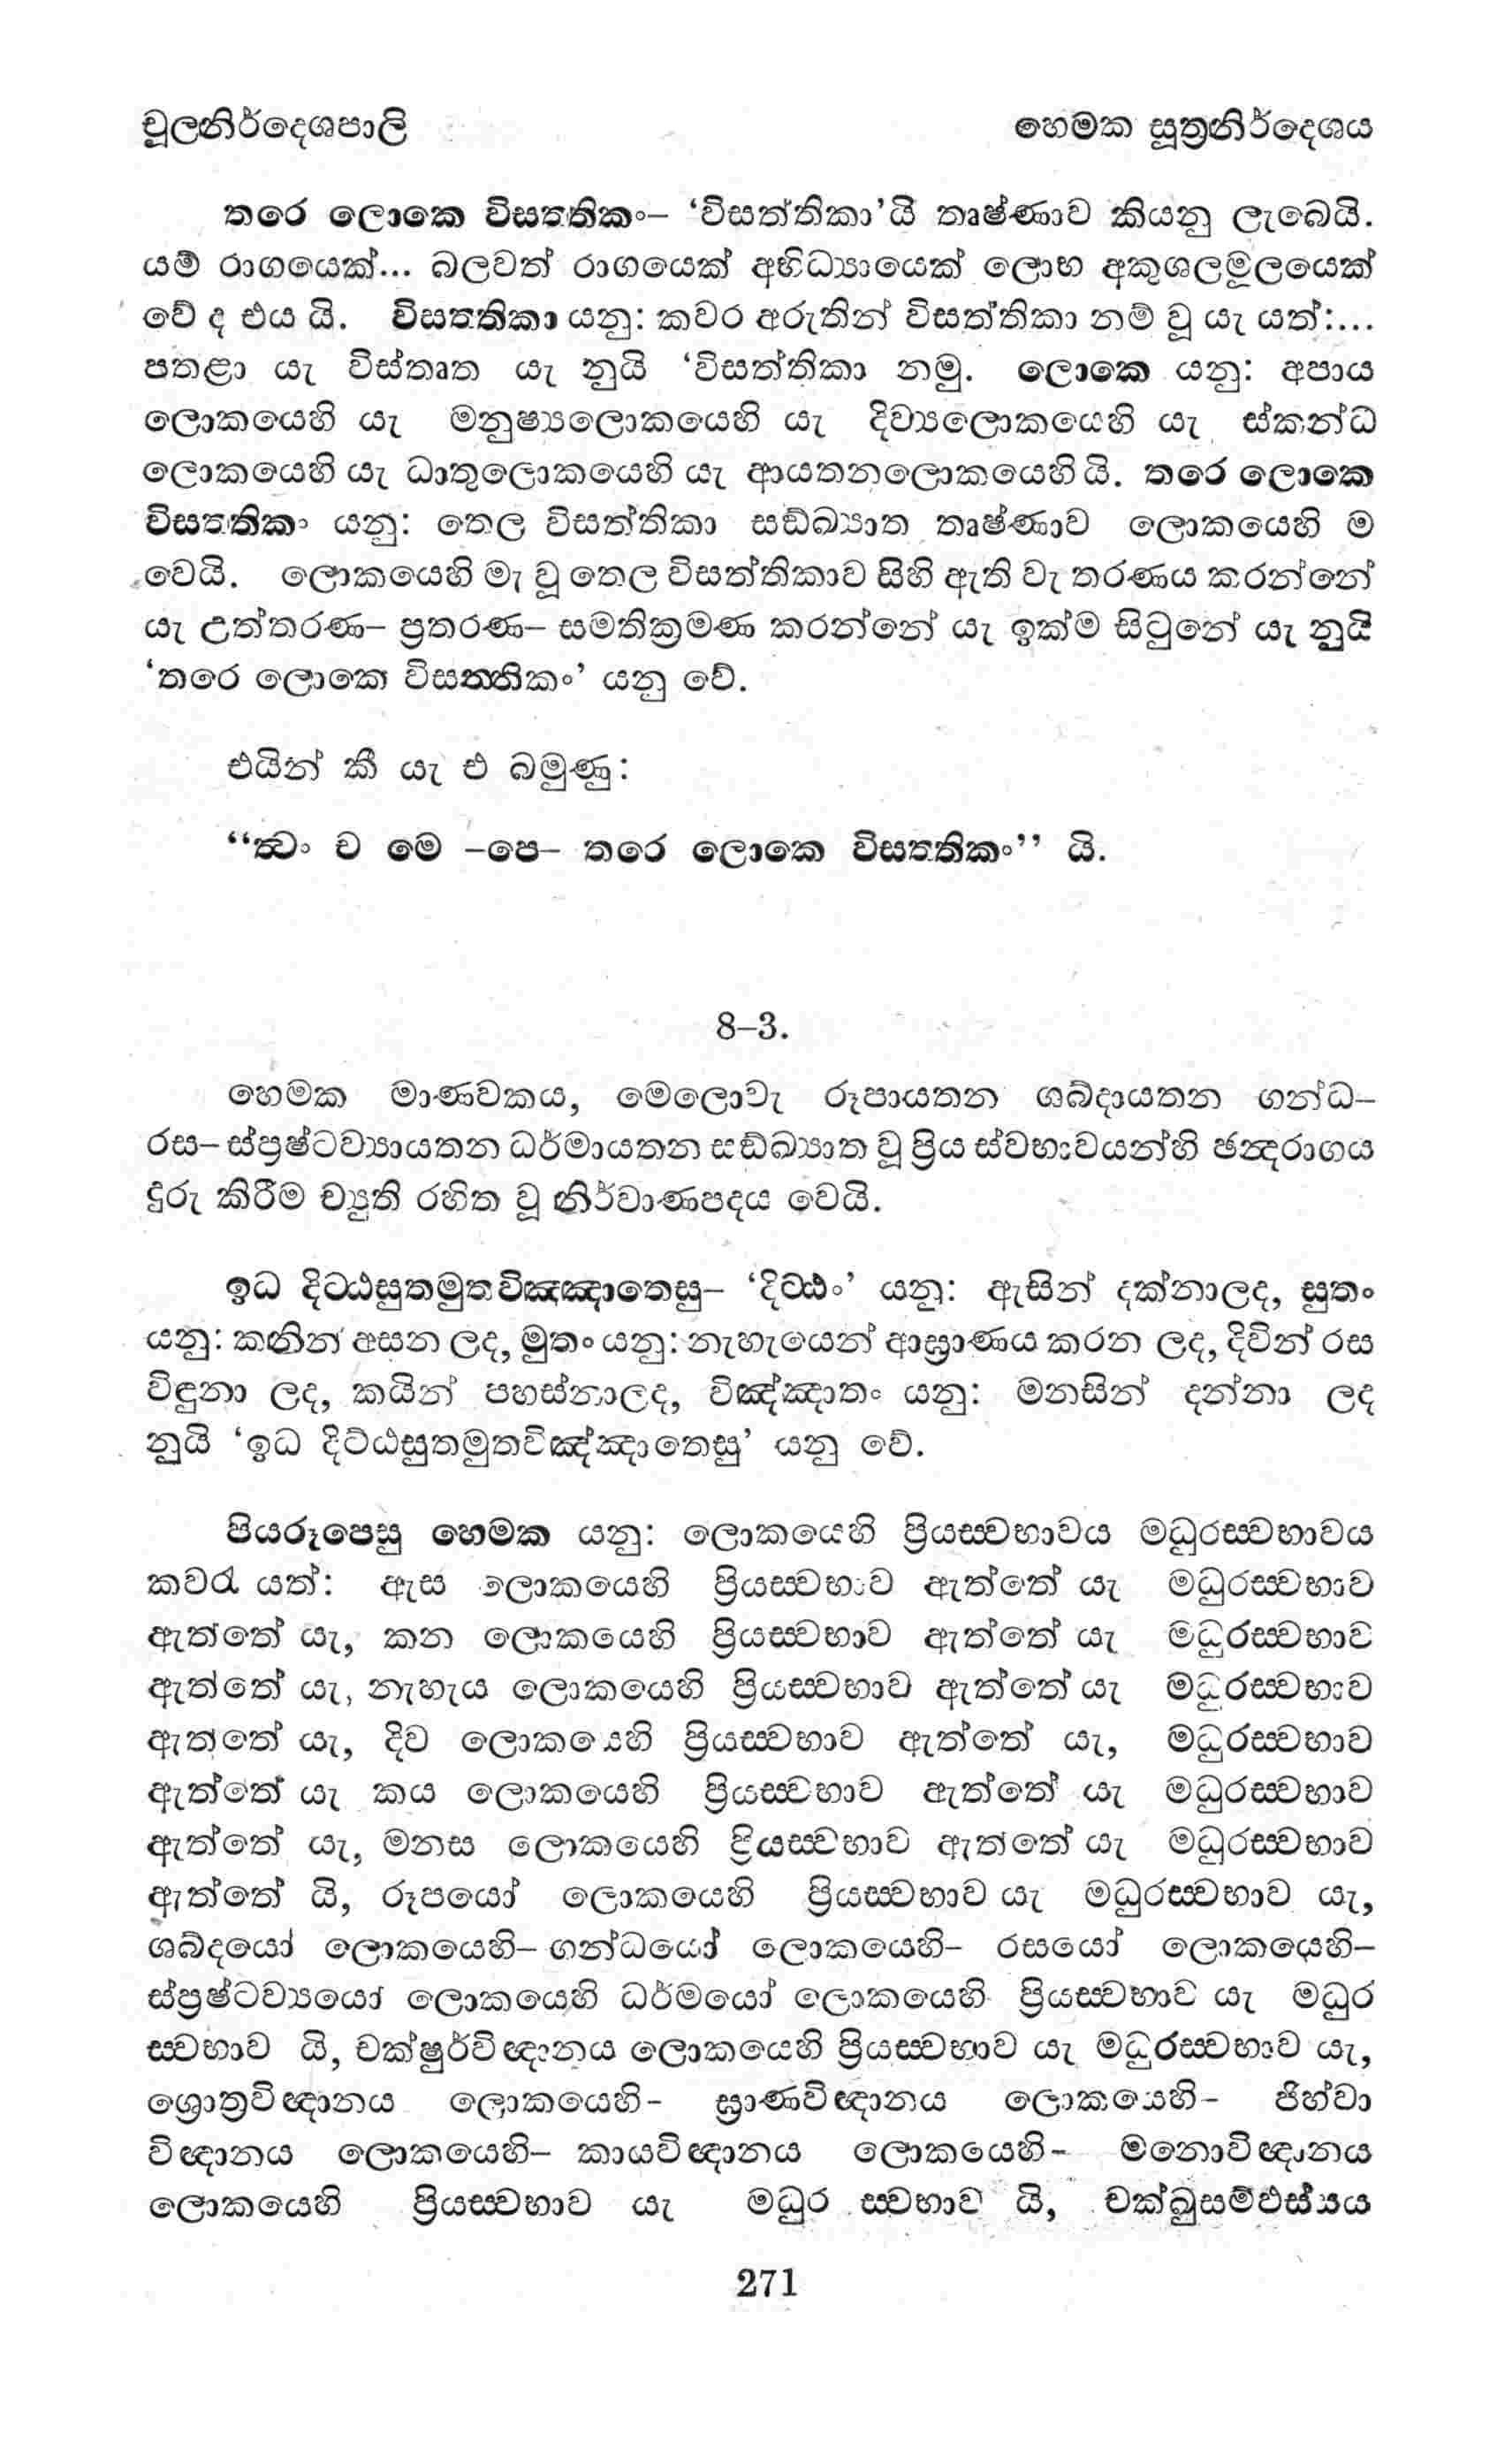 චූලනිර්දෙශපාලි හෙමක සූත්‍රනිර්දෙශය
තරෙ ලොකෙ විසත්තිකං– ‘විසත්තිකා’යි තෘෂ්ණාව කියනු ලැබෙයි.
යම් රාගයෙක්... බලවත් රාගයෙක් අභිධ්‍යායෙක් ලොභ අකුශලමූලයෙක්
වේ ද එය යි. විසත්තිකා යනු: කවර අරුතින් විසත්තිකා නම් වූ යැ යත්:...
පතළා යැ විස්තෘත යැ නුයි ‘විසත්තිකා නමු. ලොකෙ යනු: අපාය
ලොකයෙහි යැ මනුෂ්‍යලොකයෙහි යැ දිව්‍යලොකයෙහි යැ ස්කන්ධ
ලොකයෙහි යැ ධාතුලොකයෙහි යැ ආයතනලොකයෙහි යි. තරෙ ලොකෙ
විසත්තිකං යනු: තෙල විසත්තිකා සඞ්ඛ්‍යාත තෘෂ්ණාව ලොකයෙහි ම
වෙයි. ලොකයෙහි මැ වූ තෙල විසත්තිකාව සිහි ඇති වැ තරණය කරන්නේ
යැ උත්තරණ– ප්‍රතරණ– සමතික්‍රමණ කරන්නේ යැ ඉක්ම සිටුනේ යැ නුයි
‘තරෙ ලොකෙ විසත්තිකං’ යනු වේ.
එයින් කී යැ එ බමුණු:
“ත්‍වං ච මෙ –පෙ– තරෙ ලොකෙ විසත්තිකං” යි.
8–3.
හෙමක මාණවකය, මෙලොවැ රූපායතන ශබ්දායතන ගන්ධ–
රස– ස්ප්‍රෂ්ටව්‍යායතන ධර්මායතන සඞ්ඛ්‍යාත වූ ප්‍රිය ස්වභාවයන්හි ඡන්‍දරාගය
දුරු කිරීම ච්‍යුති රහිත වූ නිර්වාණපදය වෙයි.
ඉධ දිට්ඨසුතමුතවිඤ්ඤාතෙසු– ‘දිට්ඨං’ යනු: ඇසින් දක්නාලද, සුතං
යනු: කනින් අසන ලද, මුතං යනු: නැහැයෙන් ආඝ්‍රාණය කරන ලද, දිවින් රස
විඳුනා ලද, කයින් පහස්නාලද, විඤ්ඤාතං යනු: මනසින් දන්නා ලද
නුයි ‘ඉධ දිට්ඨසුතමුතවිඤ්ඤාතෙසු’ යනු වේ.
පියරූපෙසු හෙමක යනු: ලොකයෙහි ප්‍රියස්වභාවය මධුරස්වභාවය
කවරැ යත්: ඇස ලොකයෙහි ප්‍රියස්වභාව ඇත්තේ යැ මධුරස්වභාව
ඇත්තේ යැ, කන ලොකයෙහි ප්‍රියස්වභාව ඇත්තේ යැ මධුරස්වභාව
ඇත්තේ යැ, නැහැය ලොකයෙහි ප්‍රියස්වභාව ඇත්තේ යැ මධුරස්වභාව
ඇත්තේ යැ, දිව ලොකයෙහි ප්‍රියස්වභාව ඇත්තේ යැ, මධුරස්වභාව
ඇත්තේ යැ කය ලොකයෙහි ප්‍රියස්වභාව ඇත්තේ යැ මධුරස්වභාව
ඇත්තේ යැ, මනස ලොකයෙහි ප්‍රියස්වභාව ඇත්තේ යැ මධුරස්වභාව
ඇත්තේ යි, රූපයෝ ලොකයෙහි ප්‍රියස්වභාව යැ මධුරස්වභාව යැ,
ශබ්දයෝ ලොකයෙහි– ගන්ධයෝ ලොකයෙහි– රසයෝ ලොකයෙහි–
ස්ප්‍රෂ්ටව්‍යයෝ ලොකයෙහි ධර්මයෝ ලොකයෙහි ප්‍රියස්වභාව යැ මධුර
ස්වභාව යි, චක්ෂුර්විඥානය ලොකයෙහි ප්‍රියස්වභාව යැ මධුරස්වභාව යැ,
ශ්‍රොත්‍රවිඥානය ලොකයෙහි– ඝ්‍රාණවිඥානය ලොකයෙහි– ජිහ්වා
විඥානය ලොකයෙහි– කායවිඥානය ලොකයෙහි– මනොවිඥානය
ලොකයෙහි ප්‍රියස්වභාව යැ මධුර ස්වභාව යි, චක්ඛුසම්ඵස්සය
271